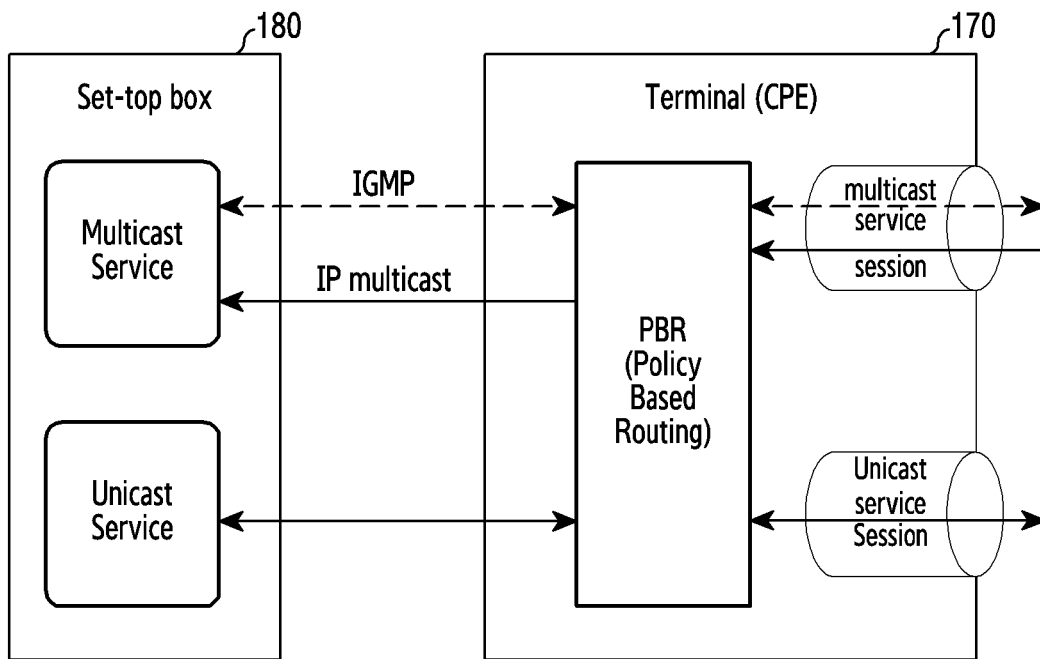 180
170
Set-top box
Terminal (CPE)
Multicast
Service
IGMP
IP multicast
PBR
(Policy
Based
Routing)
multicast
service
session
Unicast
Service
Unicast
service
Session